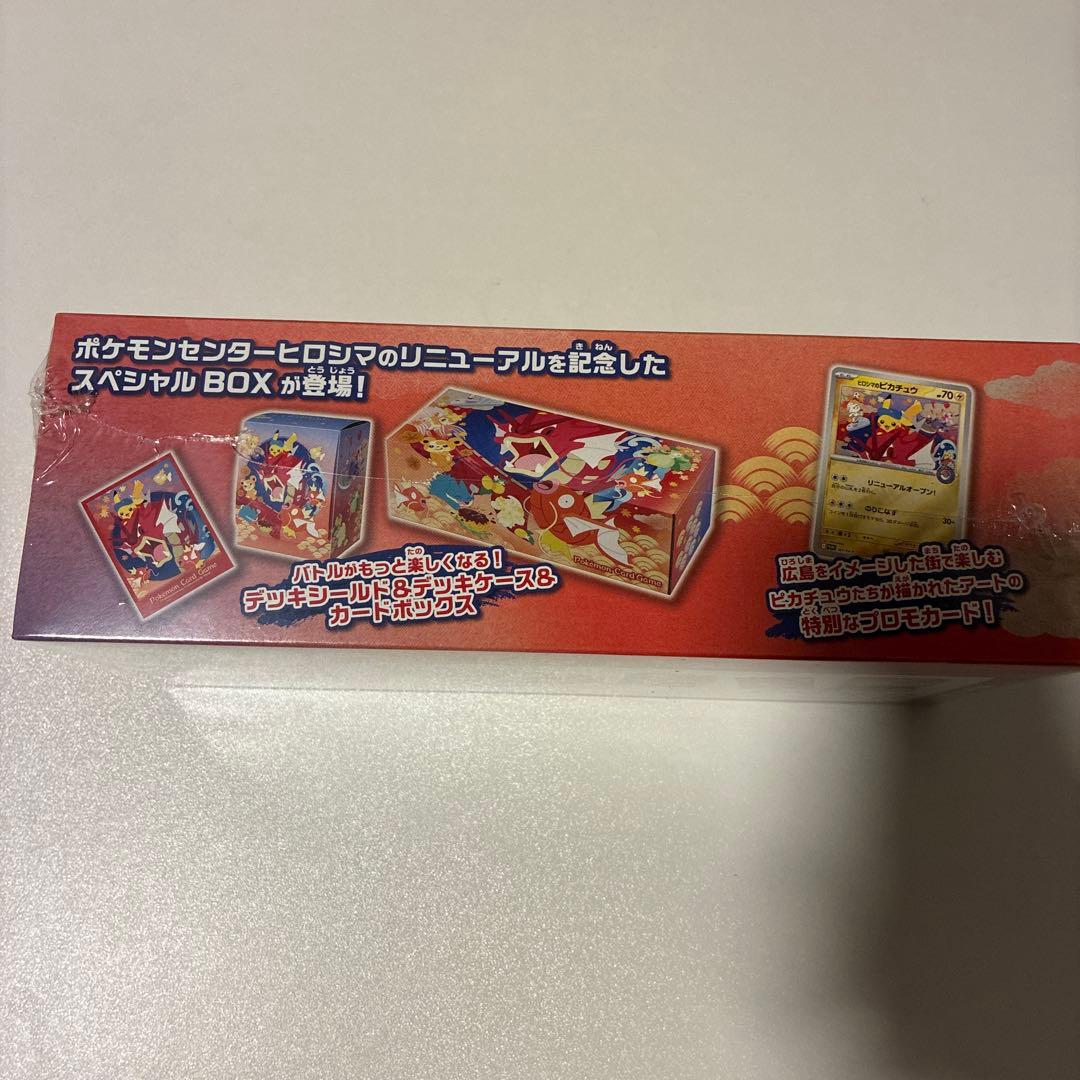 ポケモンセンターヒロシマのリニューアルを記念した
スペシャルBOXが登場!
Pokémon Card Game
Pokémon Card Game
バトルがもっと楽しくなる!
デッキシールド&デッキケース&
カードボックス
ヒロシマのピカチュウ
HP70
リニューアルオープン!
のりこなす
30+
広島をイメージした街で楽しむ
ピカチュウたちが描かれたアートの
特別なプロモカード!